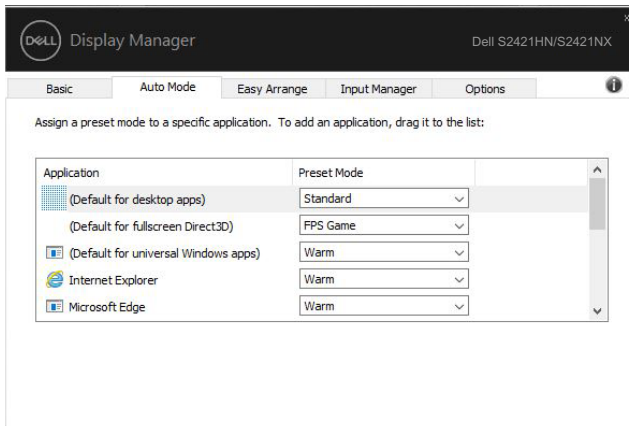 DELL Display Manager Dell S2421HN/S2421NX
Basic Auto Mode Easy Arrange Input Manager Options
Assign a preset mode to a specific application. To add an application, drag it to the list:
Application Preset Mode
(Default for desktop apps) Standard
(Default for fullscreen Direct3D) FPS Game
(Default for universal Windows apps) Warm
Internet Explorer Warm
Microsoft Edge Warm